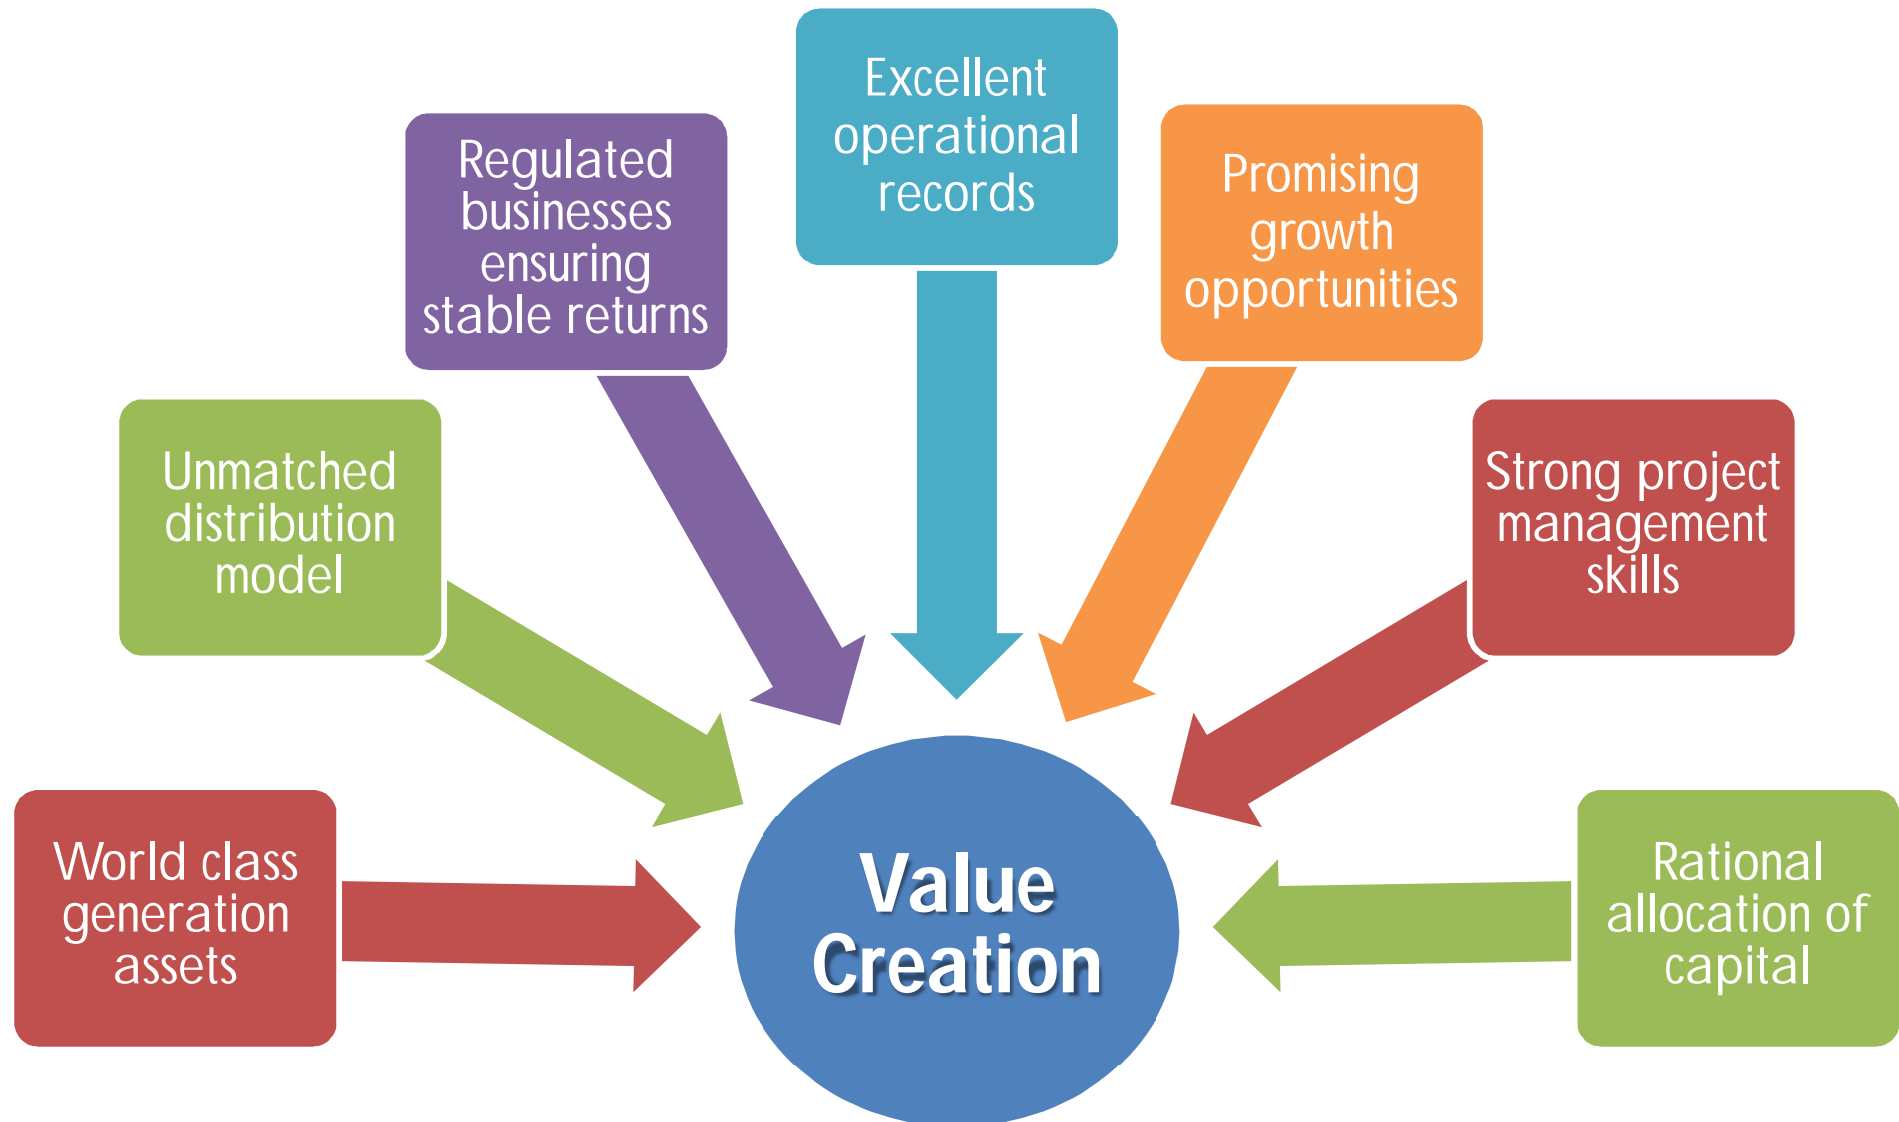 Excellent
operational
records
Regulated
businesses
ensuring
stable returns
Promising
growth
opportunities
Unmatched
distribution
model
Strong project
management
skills
World class
generation
assets
Value
Creation
Rational
allocation of
capital